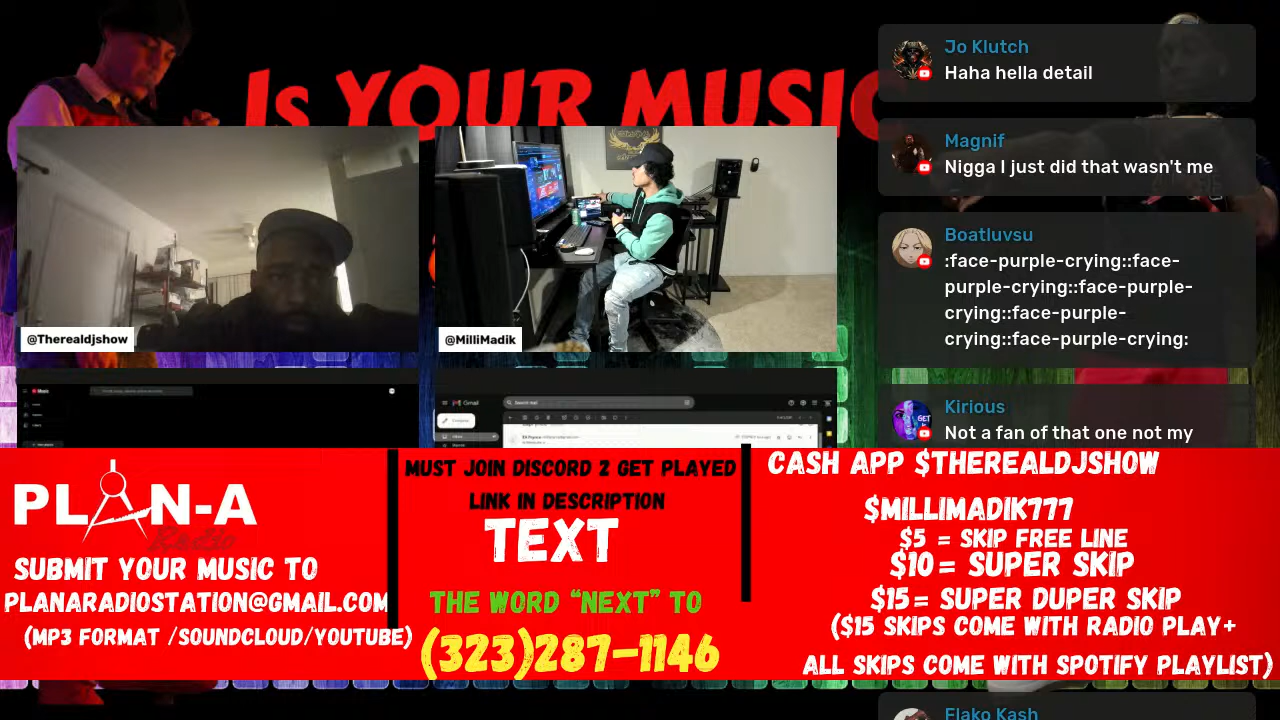 Is YOUR MUSIC
@Therealdjshow
@MilliMadik
Gmail
Jo Klutch
Haha hella detail
Magnif
Nigga I just did that wasn't me
Boatluvsu
:face-purple-crying::face-
purple-crying::face-purple-
crying::face-purple-
crying::face-purple-crying:
Kirious
Not a fan of that one not my
Flako Kash
PLAN-A
Radio
SUBMIT YOUR MUSIC TO
PLANARADIOSTATION@GMAIL.COM
(MP3 FORMAT /SOUNDCLOUD/YOUTUBE)
MUST JOIN DISCORD 2 GET PLAYED
LINK IN DESCRIPTION
TEXT
THE WORD “NEXT” TO
(323)287-1146
CASH APP $THEREALDJSHOW
$MILLIMADIK777
$5 = SKIP FREE LINE
$10 = SUPER SKIP
$15 = SUPER DUPER SKIP
($15 SKIPS COME WITH RADIO PLAY+
ALL SKIPS COME WITH SPOTIFY PLAYLIST)